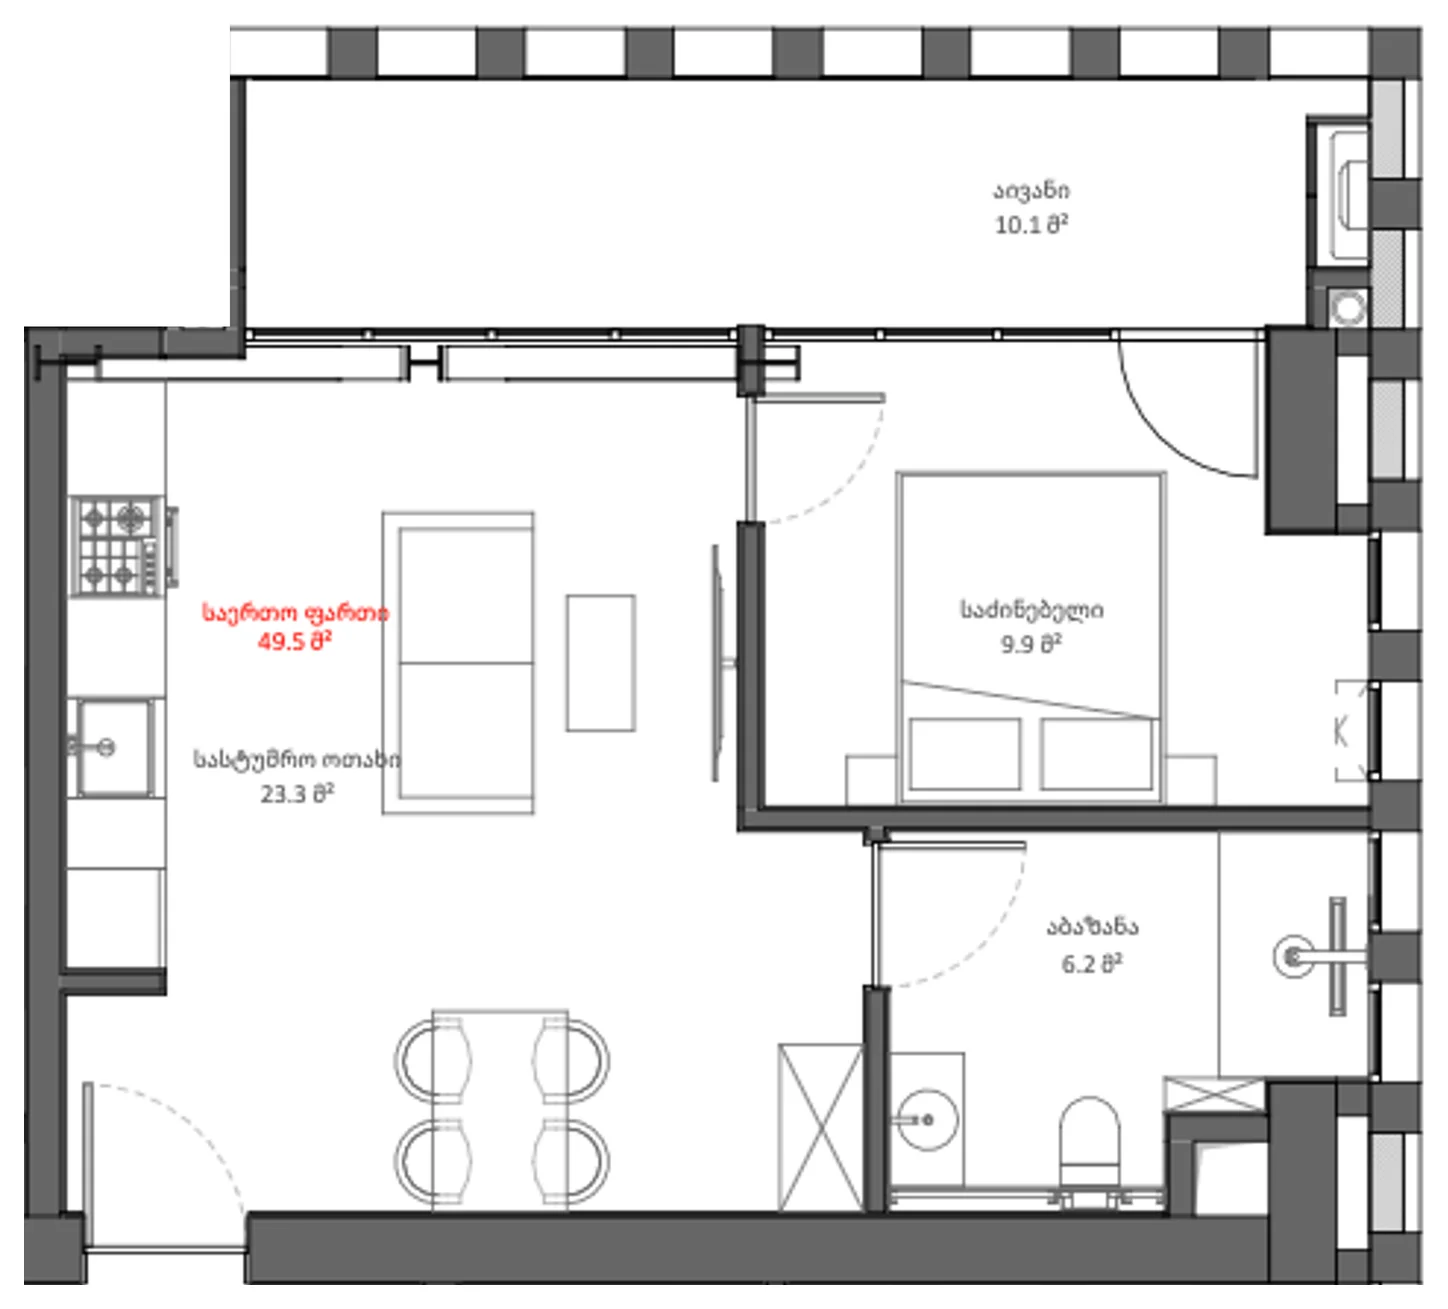 აივანი
10.1 მ²
საერთო ფართი
49.5 მ²
საძინებელი
9.9 მ²
სასტუმრო ოთახი
23.3 მ²
აბაზანა
6.2 მ²